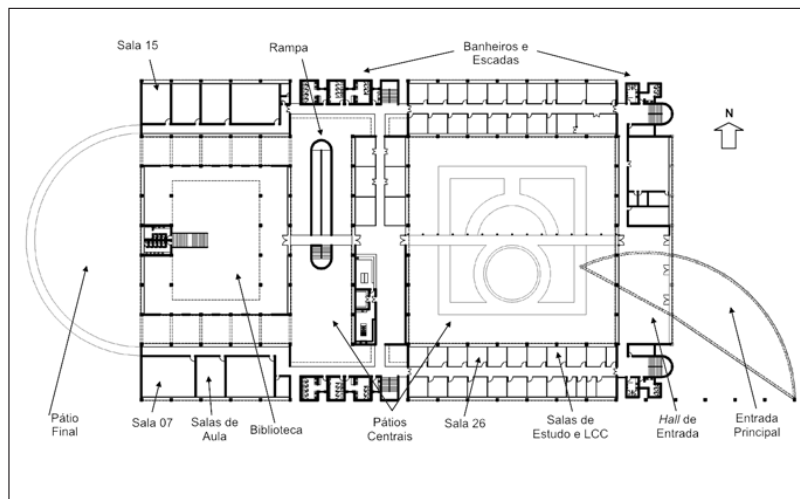 Sala 15
Rampa
Banheiros e
Escadas
N
Pátio
Final
Sala 07
Salas de
Aula
Biblioteca
Pátios
Centrais
Sala 26
Salas de
Estudo e LCC
Hall de
Entrada
Entrada
Principal